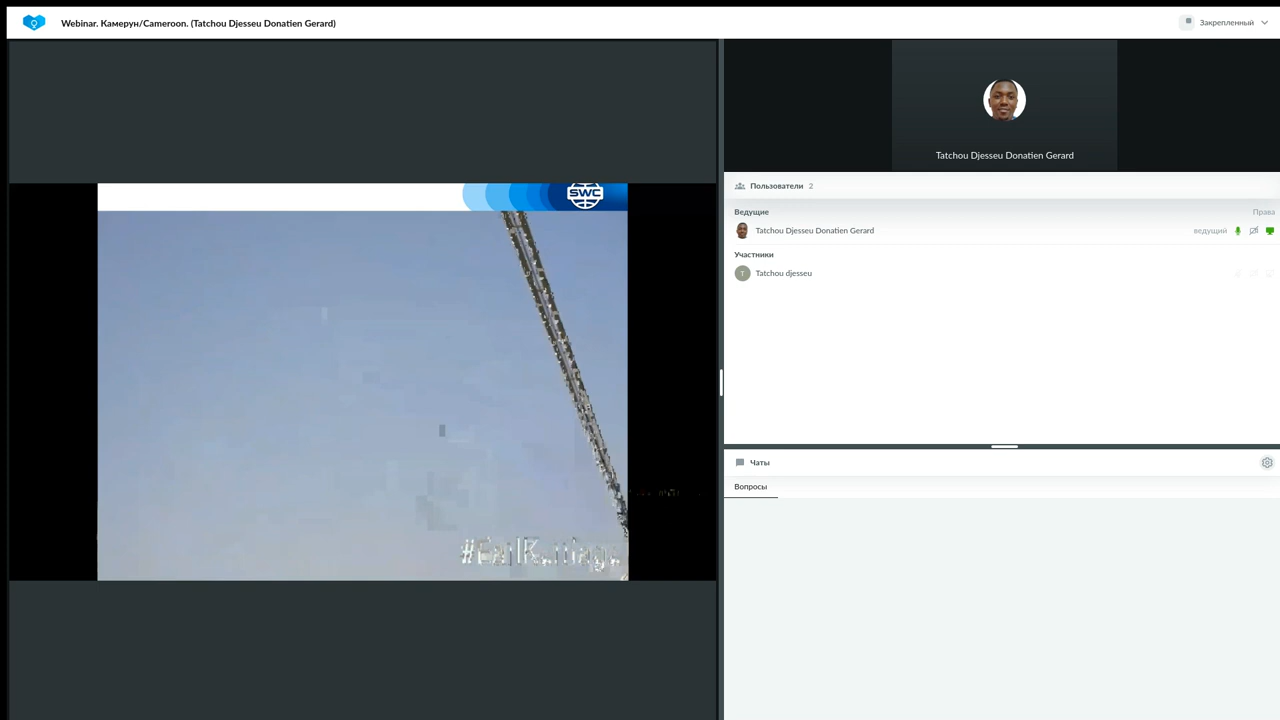 Webinar. Камерун/Cameroon. (Tatchou Djesseu Donatien Gerard)
Закрепленный
SWC
Tatchou Djesseu Donatien Gerard
Пользователи 2
Ведущие
Права
Tatchou Djesseu Donatien Gerard
ведущий
Участники
T
Tatchou djesseu
Чаты
Вопросы